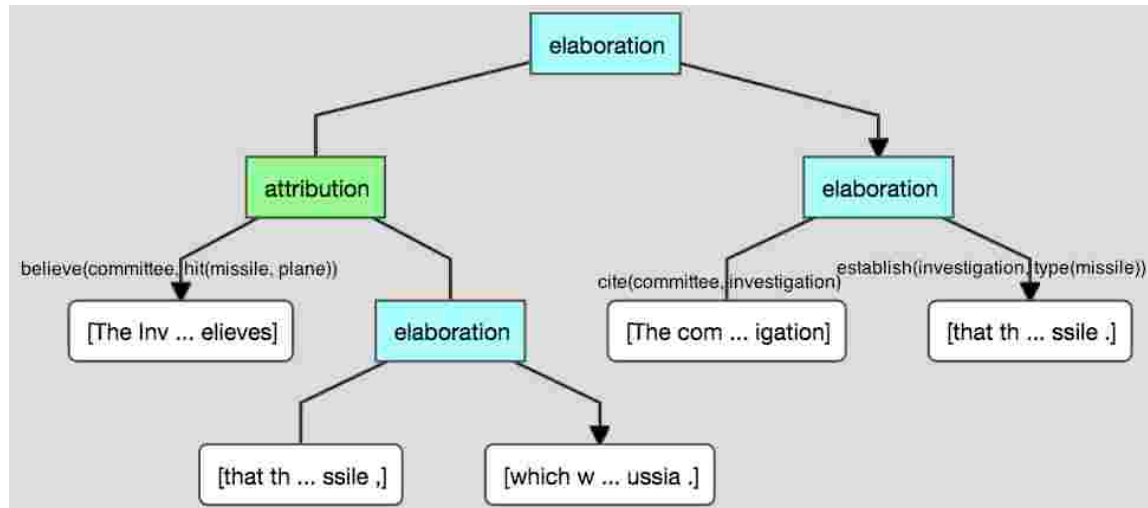 elaboration
attribution
elaboration
believe(committee, hit(missile, plane))
cite(committee, investigation)
establish(investigation, type(missile))
[The Inv ... elieves]
elaboration
[The com ... igation]
[that th ... ssile .]
[that th ... ssile ,]
[which w ... ussia .]